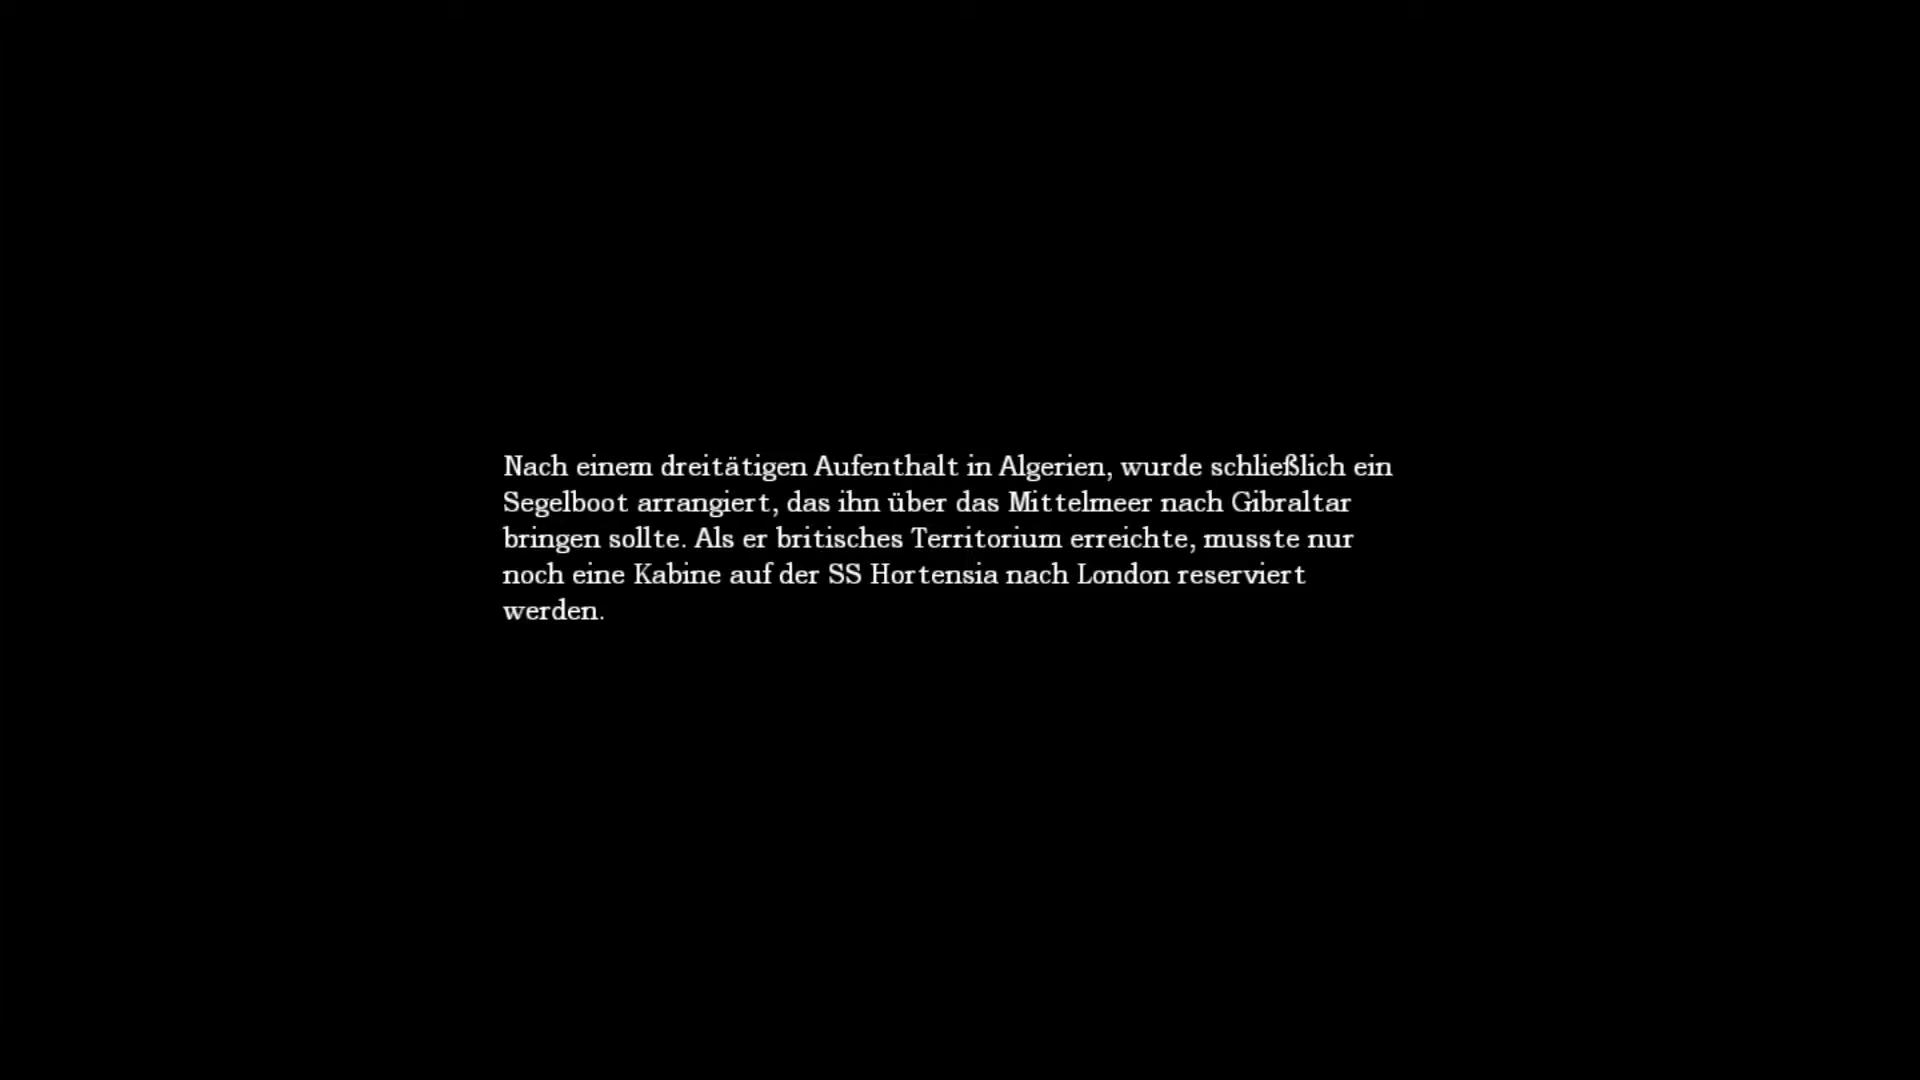 Nach einem dreitätigen Aufenthalt in Algerien, wurde schließlich ein
Segelboot arrangiert, das ihn über das Mittelmeer nach Gibraltar
bringen sollte. Als er britisches Territorium erreichte, musste nur
noch eine Kabine auf der SS Hortensia nach London reserviert
werden.